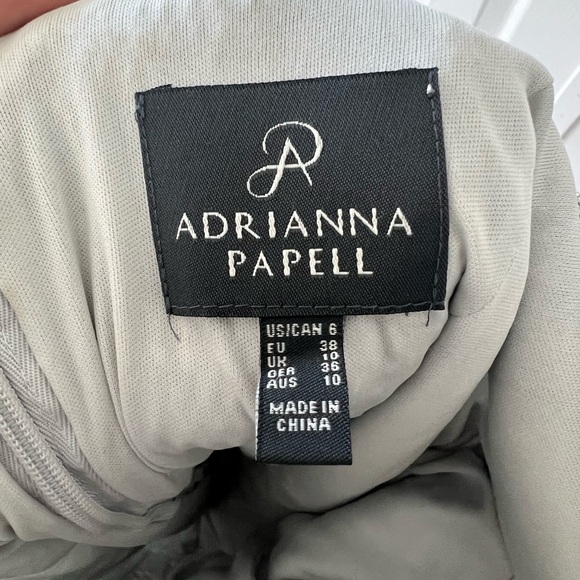 AP
ADRIANNA
PAPELL
US/CAN 6
EU 38
UK 10
GER 36
AUS 10
MADE IN
CHINA